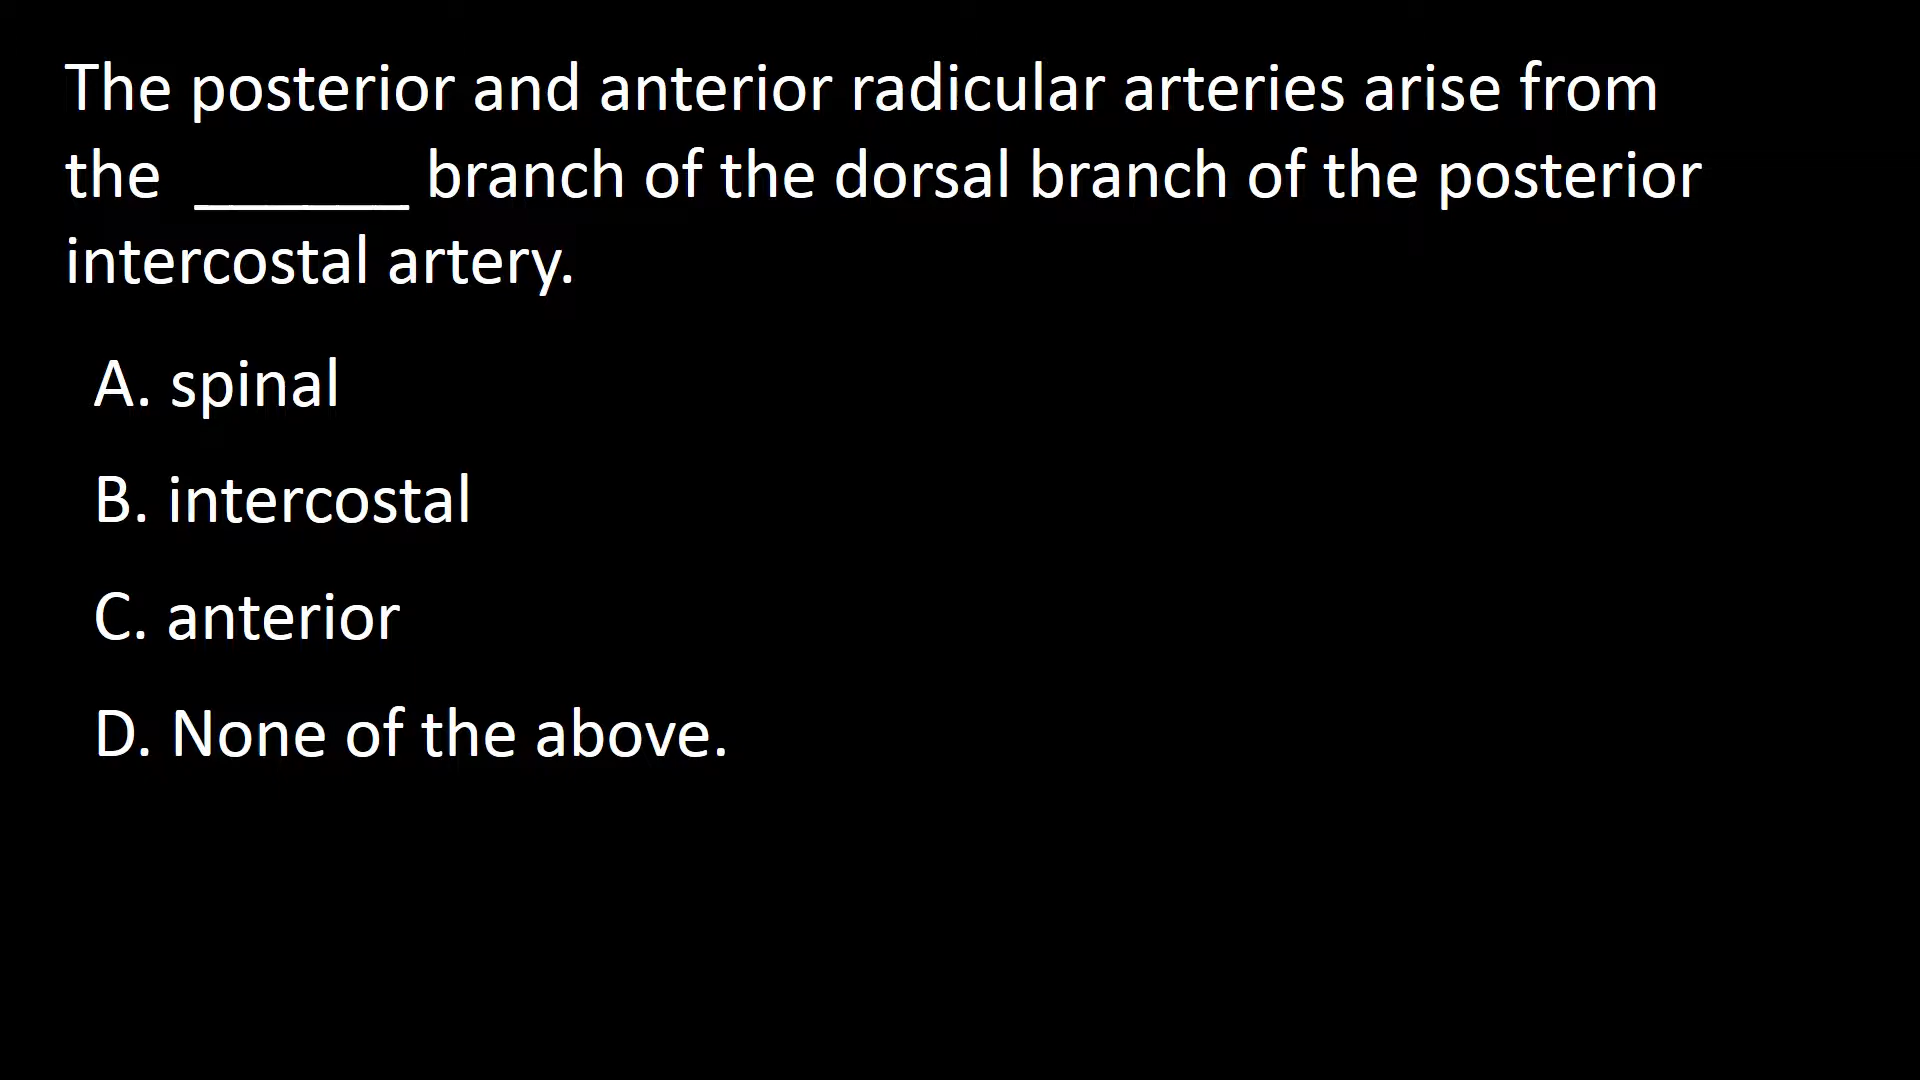 The posterior and anterior radicular arteries arise from
the ______ branch of the dorsal branch of the posterior
intercostal artery.
A. spinal
B. intercostal
C. anterior
D. None of the above.